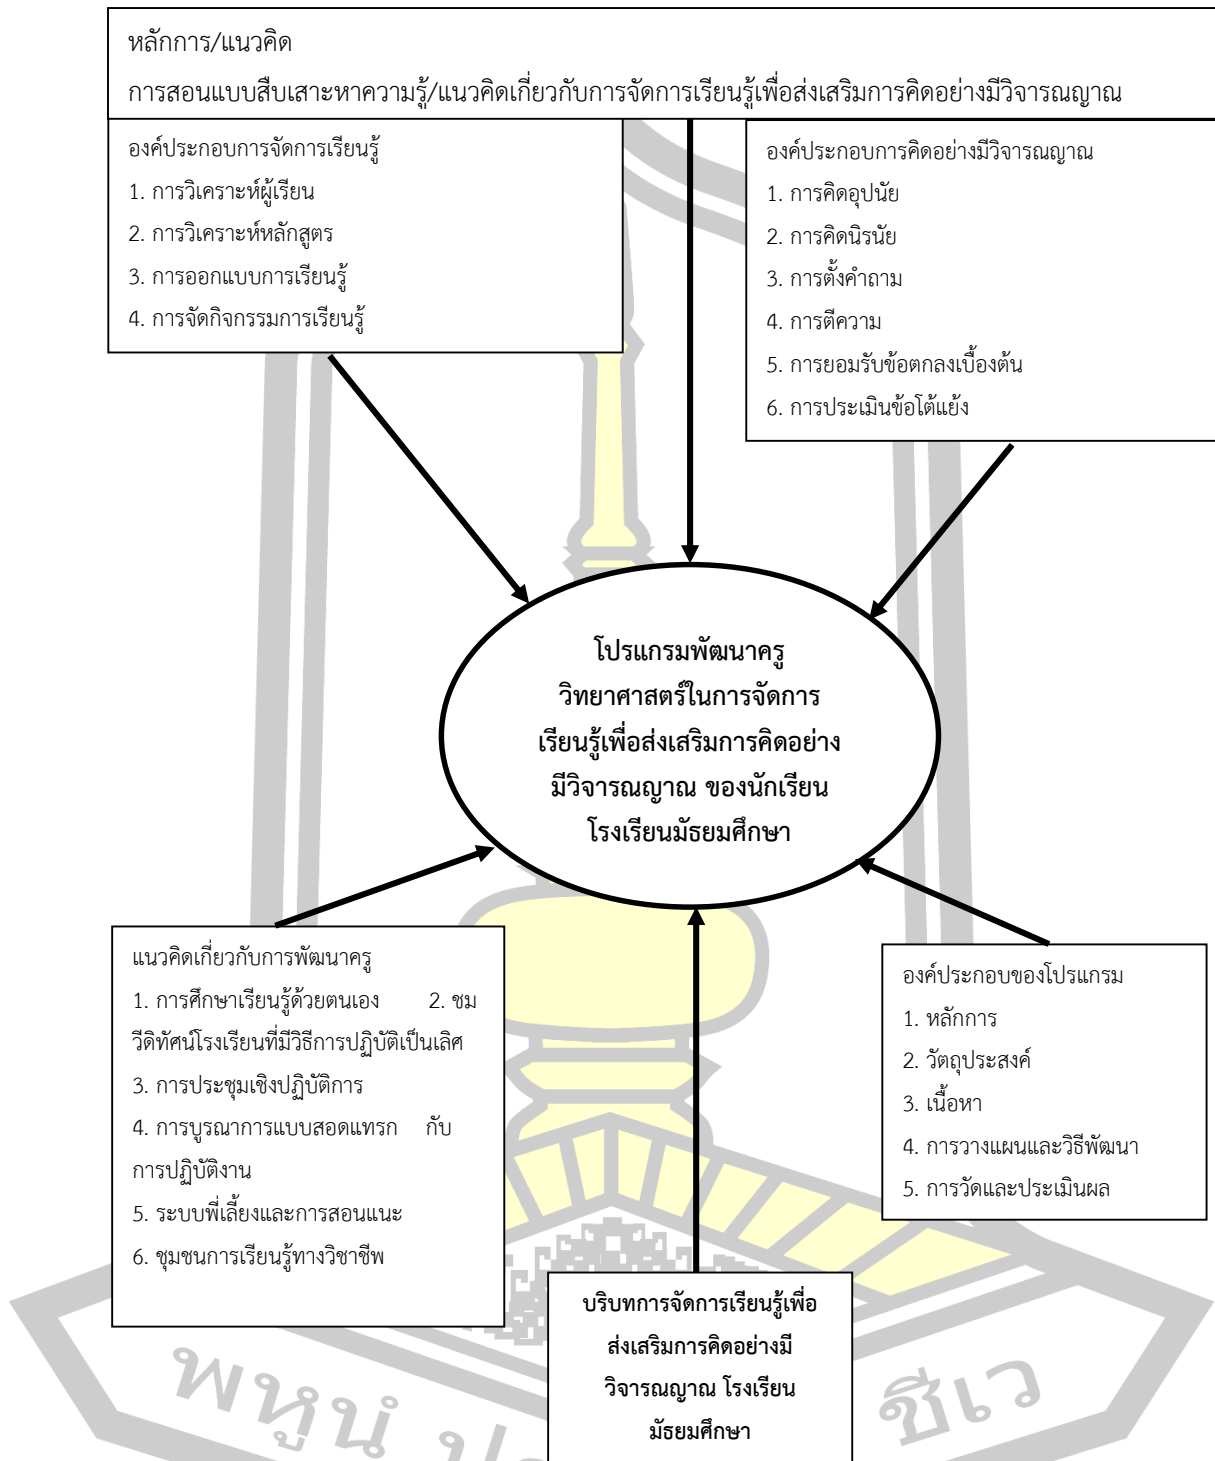 หลักการ/แนวคิด
การสอนแบบสืบเสาะหาความรู้/แนวคิดเกี่ยวกับการจัดการเรียนรู้เพื่อส่งเสริมการคิดอย่างมีวิจารณญาณ
องค์ประกอบการจัดการเรียนรู้
1. การวิเคราะห์ผู้เรียน
2. การวิเคราะห์หลักสูตร
3. การออกแบบการเรียนรู้
4. การจัดกิจกรรมการเรียนรู้
องค์ประกอบการคิดอย่างมีวิจารณญาณ
1. การคิดอุปนัย
2. การคิดนิรนัย
3. การตั้งคำถาม
4. การตีความ
5. การยอมรับข้อตกลงเบื้องต้น
6. การประเมินข้อโต้แย้ง
โปรแกรมพัฒนาครู
วิทยาศาสตร์ในการจัดการ
เรียนรู้เพื่อส่งเสริมการคิดอย่าง
มีวิจารณญาณ ของนักเรียน
โรงเรียนมัธยมศึกษา
แนวคิดเกี่ยวกับการพัฒนาครู
1. การศึกษาเรียนรู้ด้วยตนเอง 2. ชม
วีดิทัศน์โรงเรียนที่มีวิธีการปฏิบัติเป็นเลิศ
3. การประชุมเชิงปฏิบัติการ
4. การบูรณาการแบบสอดแทรก กับ
การปฏิบัติงาน
5. ระบบพี่เลี้ยงและการสอนแนะ
6. ชุมชนการเรียนรู้ทางวิชาชีพ
องค์ประกอบของโปรแกรม
1. หลักการ
2. วัตถุประสงค์
3. เนื้อหา
4. การวางแผนและวิธีพัฒนา
5. การวัดและประเมินผล
บริบทการจัดการเรียนรู้เพื่อ
ส่งเสริมการคิดอย่างมี
วิจารณญาณ โรงเรียน
มัธยมศึกษา
พหูนํ ชีเว